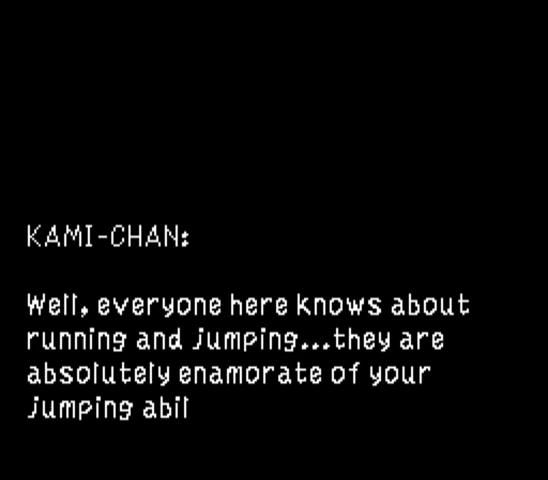 KAMI-CHAN:
Well, everyone here knows about
running and jumping...they are
absolutely enamorate of your
jumping abil